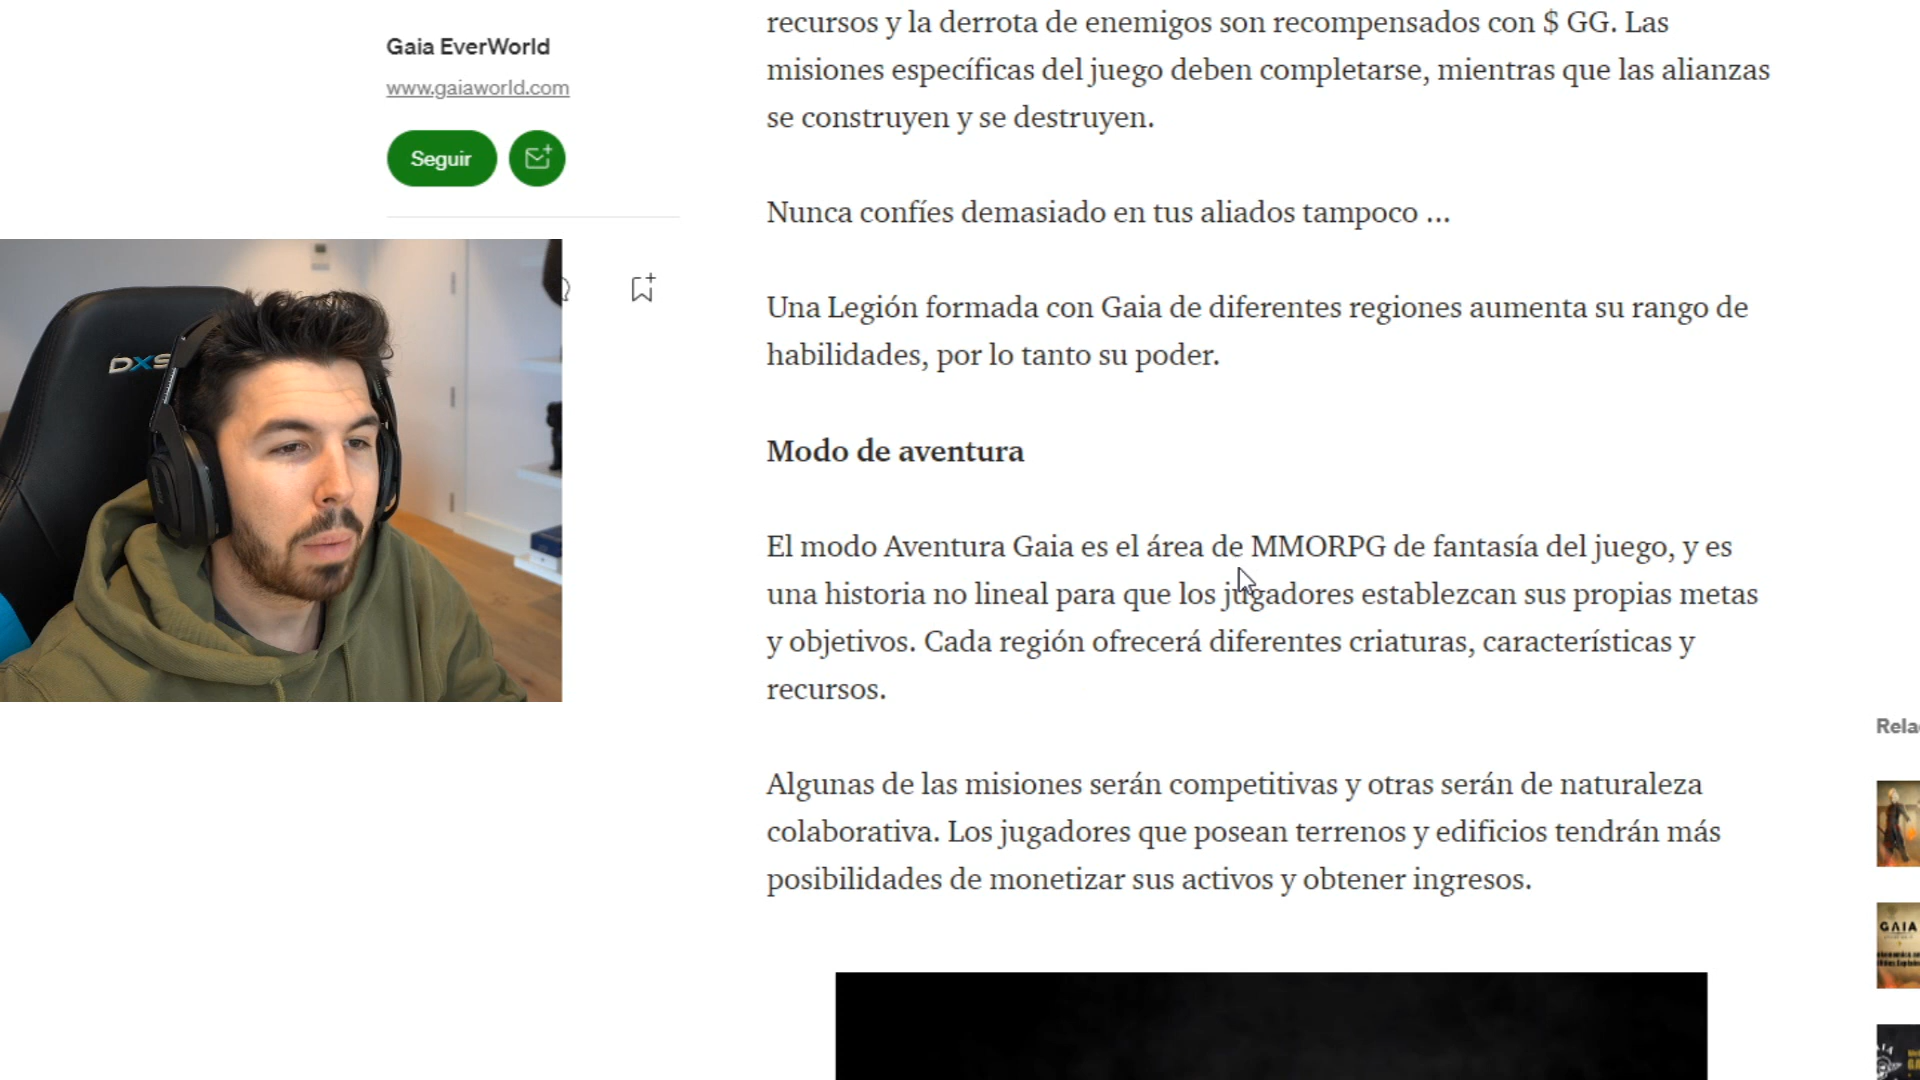 Gaia EverWorld
www.gaiaworld.com
Seguir
DXS
recursos y la derrota de enemigos son recompensados con $ GG. Las
misiones específicas del juego deben completarse, mientras que las alianzas
se construyen y se destruyen.
Nunca confíes demasiado en tus aliados tampoco ...
Una Legión formada con Gaia de diferentes regiones aumenta su rango de
habilidades, por lo tanto su poder.
Modo de aventura
El modo Aventura Gaia es el área de MMORPG de fantasía del juego, y es
una historia no lineal para que los jugadores establezcan sus propias metas
y objetivos. Cada región ofrecerá diferentes criaturas, características y
recursos.
Algunas de las misiones serán competitivas y otras serán de naturaleza
colaborativa. Los jugadores que posean terrenos y edificios tendrán más
posibilidades de monetizar sus activos y obtener ingresos.
Rela
GAIA